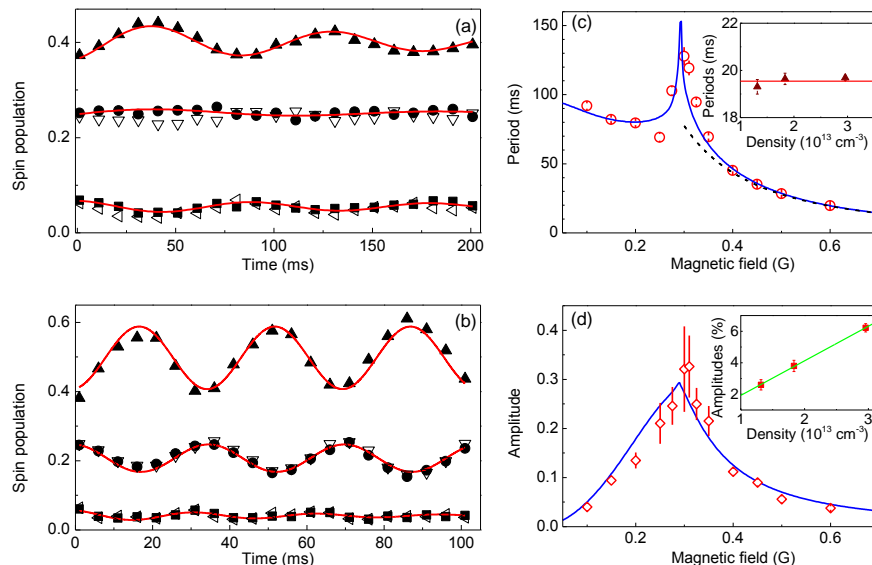 (a)
0.4
0.2
0.0
Spin population
0 50 100 150 200
Time (ms)
(c)
150
100
50
0
Period (ms)
0.2 0.4 0.6
Magnetic field (G)
22
20
18
Periods (ms)
1 2 3
Density (10¹³ cm⁻³)
(b)
0.6
0.4
0.2
0.0
Spin population
0 20 40 60 80 100
Time (ms)
(d)
0.4
0.3
0.2
0.1
0.0
Amplitude
0.2 0.4 0.6
Magnetic field (G)
6
4
2
Amplitudes (%)
1 2 3
Density (10¹³ cm⁻³)